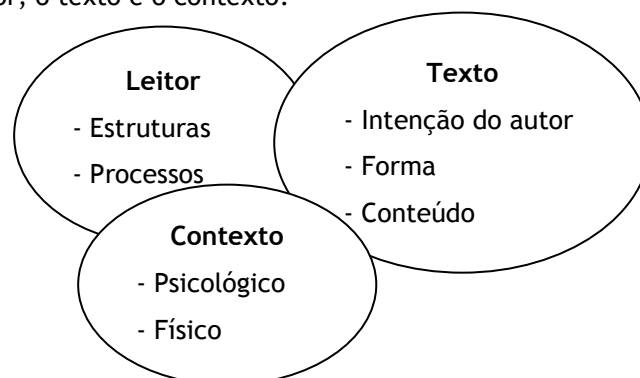 or, o texto e o contexto.
Leitor
- Estruturas
- Processos
Texto
- Intenção do autor
- Forma
- Conteúdo
Contexto
- Psicológico
- Físico